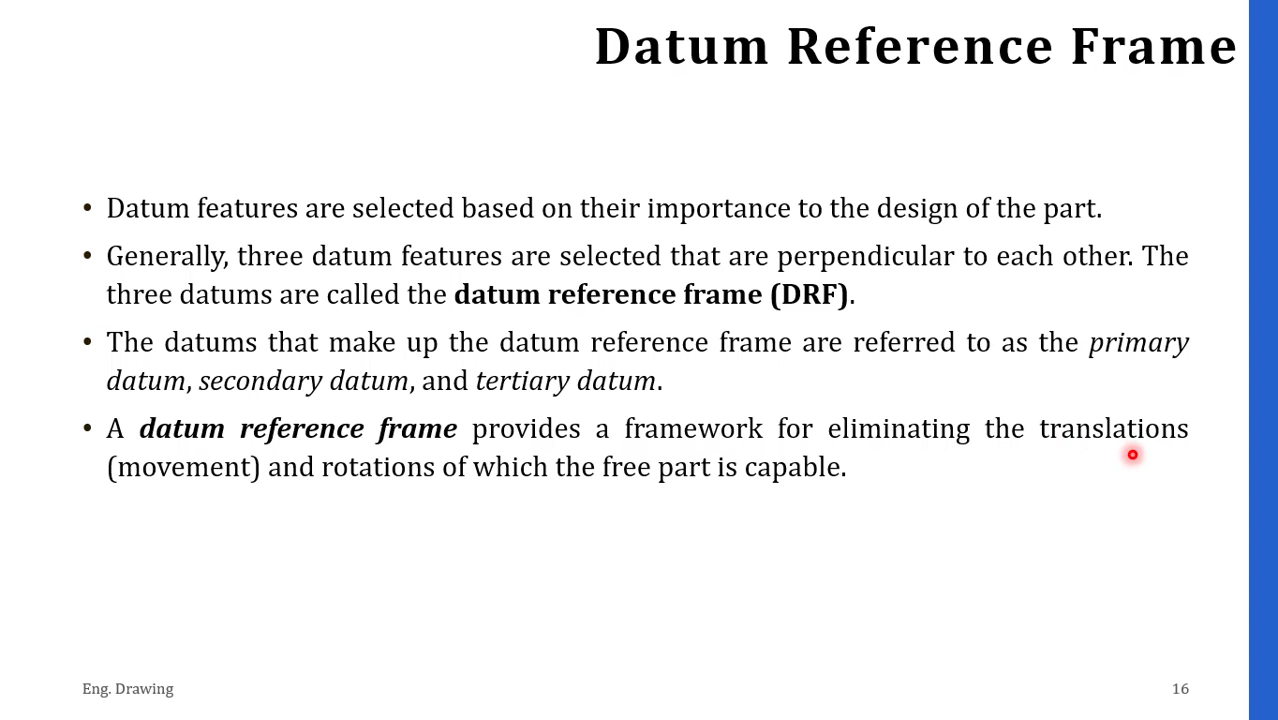 Datum Reference Frame
• Datum features are selected based on their importance to the design of the part.
• Generally, three datum features are selected that are perpendicular to each other. The
three datums are called the datum reference frame (DRF).
• The datums that make up the datum reference frame are referred to as the primary
datum, secondary datum, and tertiary datum.
• A datum reference frame provides a framework for eliminating the translations
(movement) and rotations of which the free part is capable.
Eng. Drawing
16